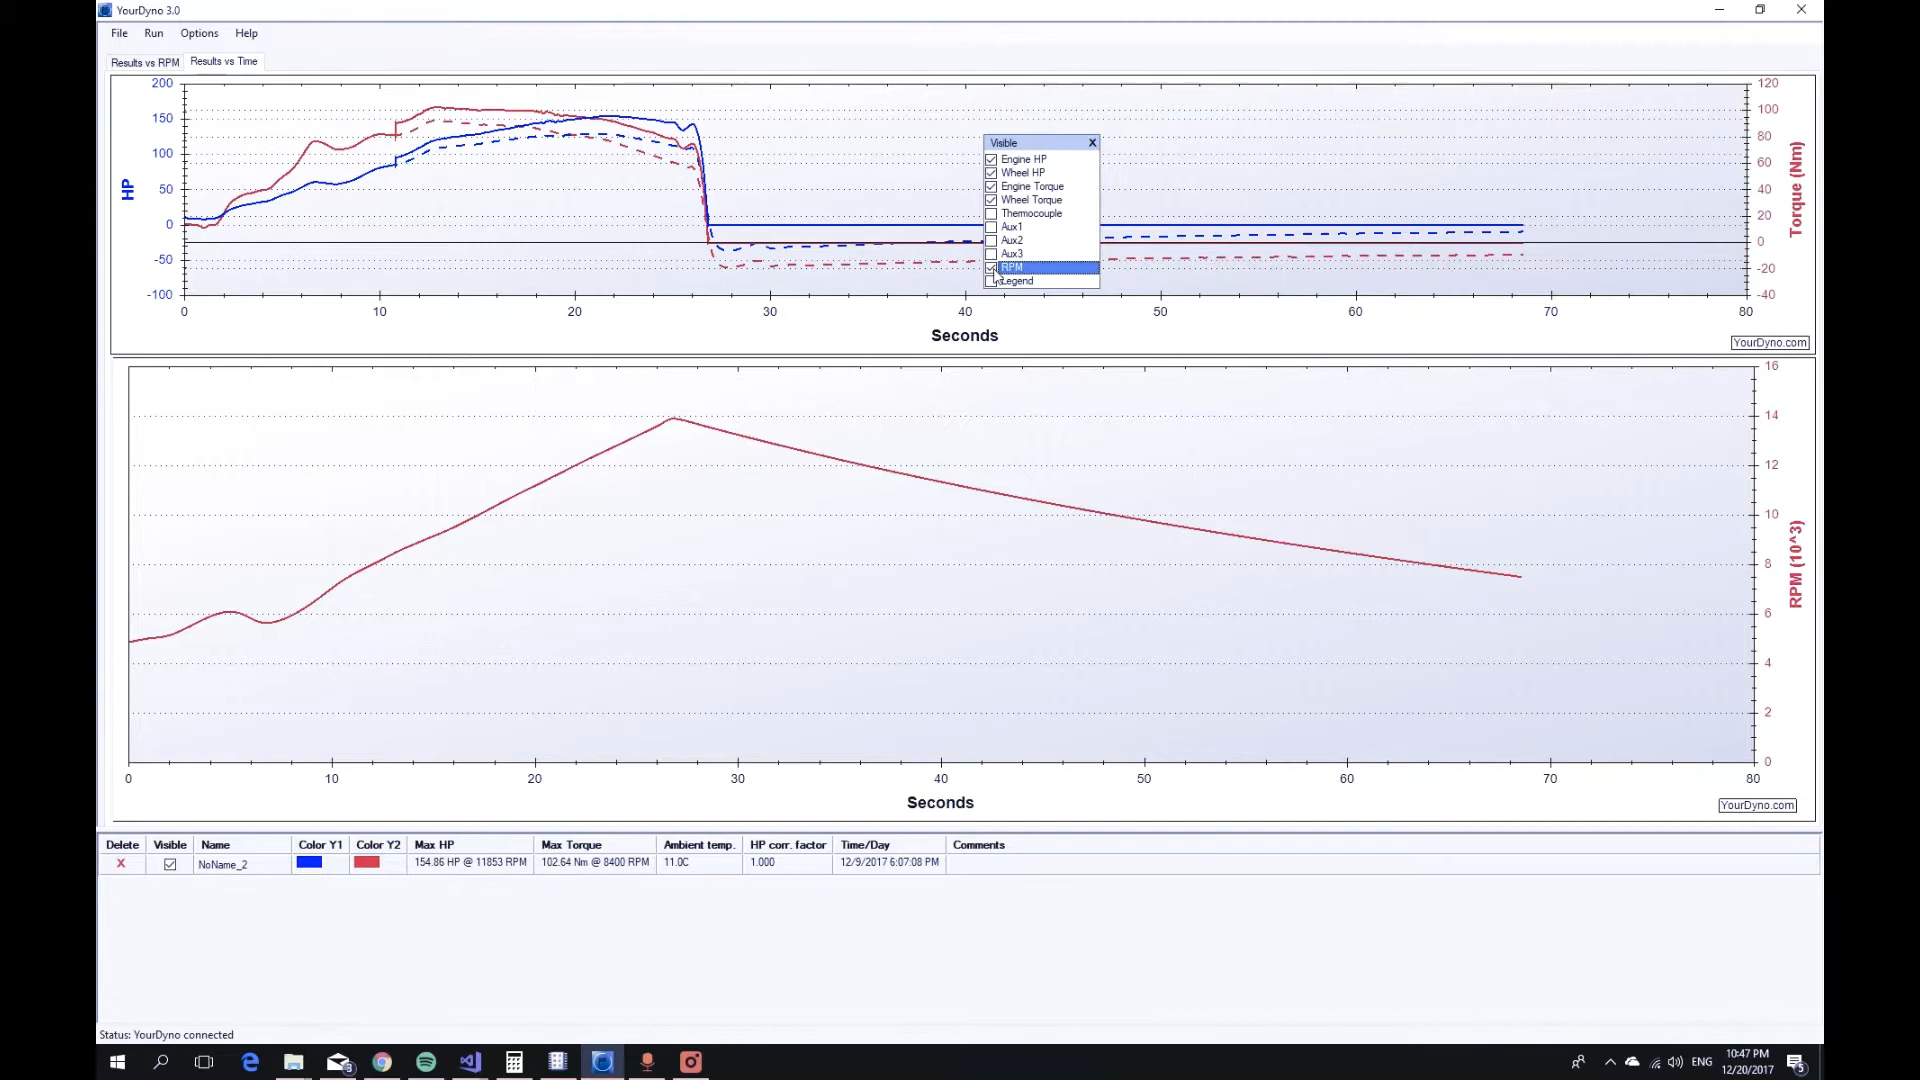 YourDyno 3.0
File Run Options Help
Results vs RPM Results vs Time
200 150 100 50 0 -50 -100
HP
120 100 80 60 40 20 0 -20 -40
Torque (Nm)
Visible X
Engine HP
Wheel HP
Engine Torque
Wheel Torque
Thermocouple
Aux1
Aux2
Aux3
RPM
Legend
0 10 20 30 40 50 60 70 80
Seconds
YourDyno.com
16 14 12 10 8 6 4 2 0
RPM (10^3)
0 10 20 30 40 50 60 70 80
Seconds
YourDyno.com
Delete Visible Name Color Y1 Color Y2 Max HP Max Torque Ambient temp. HP corr. factor Time/Day Comments
X NoName_2 154.86 HP @ 11853 RPM 102.64 Nm @ 8400 RPM 11.0C 1.000 12/9/2017 6:07:08 PM
Status: YourDyno connected
3 ENG 10:47 PM 5
12/20/2017